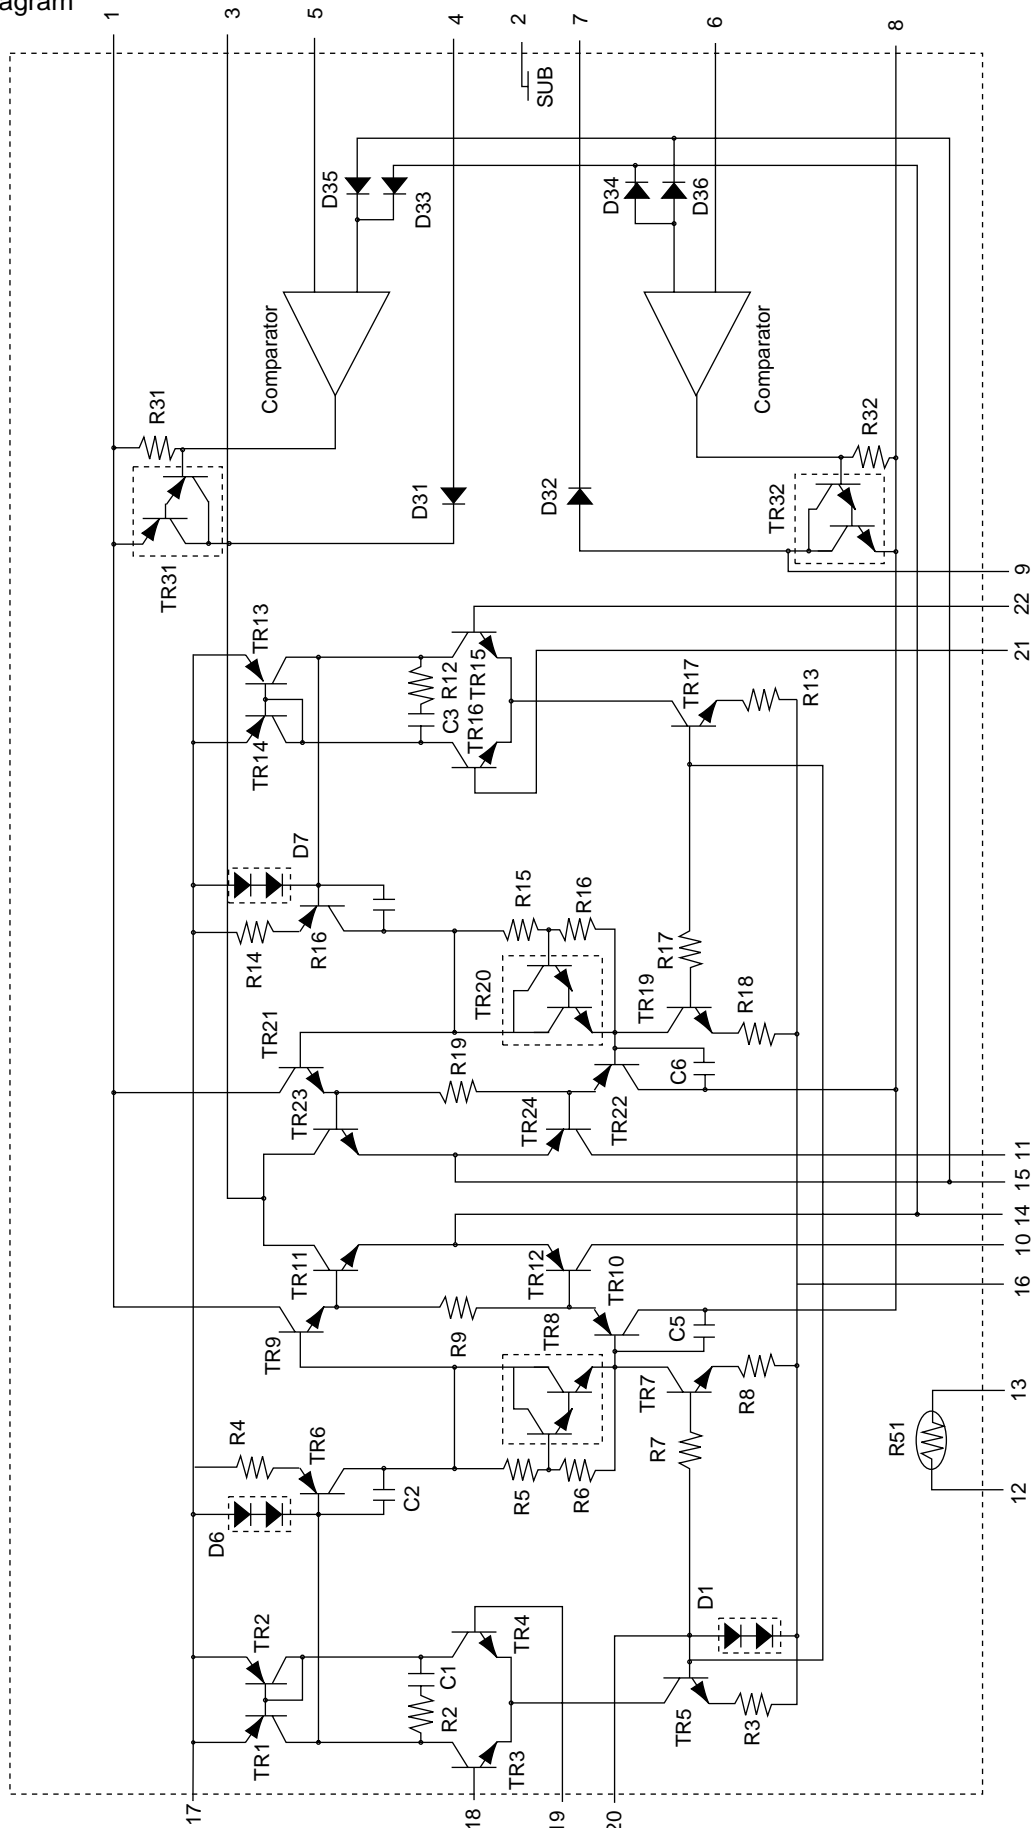 agram
1
3
5
4
2
7
6
8
SUB
D35
D33
D34
D36
Comparator
Comparator
R31
R32
D31
D32
TR31
TR32
9
22
21
TR13
TR14
R12
C3
TR15
TR16
TR17
R13
D7
R14
R16
R15
R16
TR20
R17
TR19
R18
TR21
TR23
R19
TR24
TR22
C6
11
15
14
10
16
TR11
TR9
R9
TR12
TR10
TR8
C5
TR7
R8
R4
TR6
D6
C2
R5
R6
R7
R51
13
12
TR2
TR1
C1
R2
TR4
TR3
D1
TR5
R3
17
18
19
20